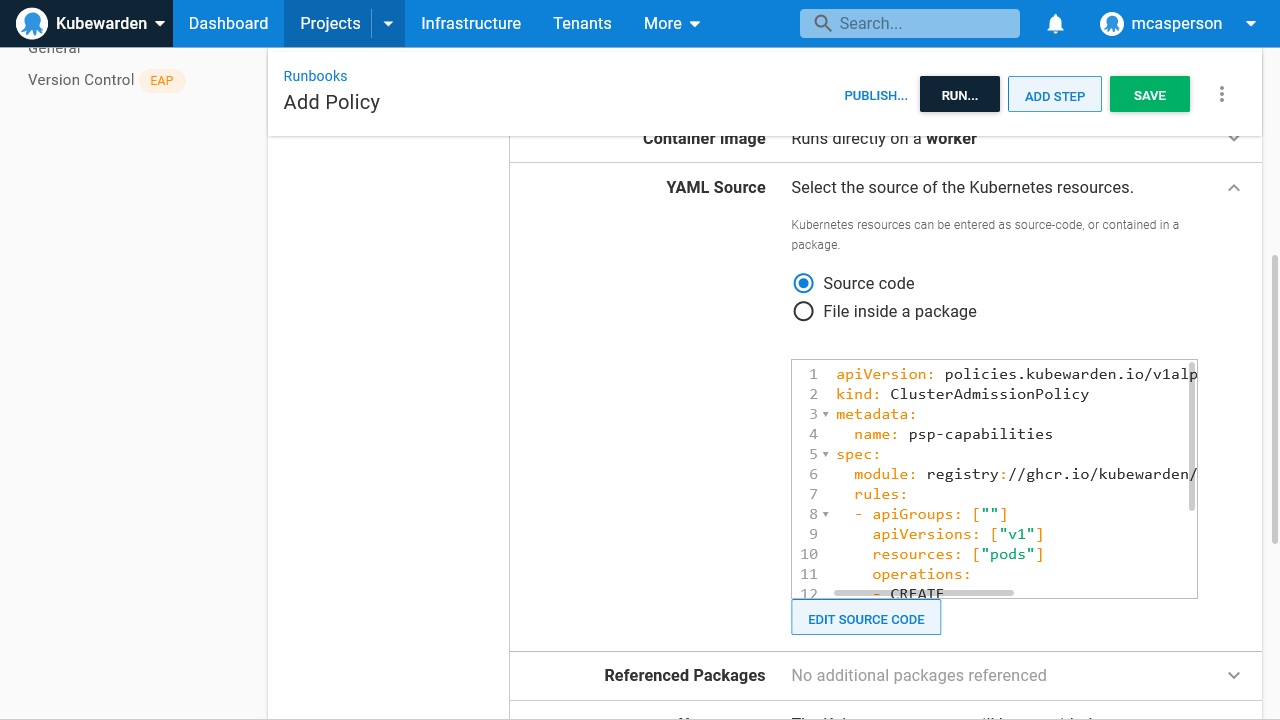 Kubewarden Dashboard Projects Infrastructure Tenants More Search... mcasperson
General
Version Control EAP
Runbooks
Add Policy
PUBLISH... RUN... ADD STEP SAVE
Container Image Runs directly on a worker
YAML Source Select the source of the Kubernetes resources.
Kubernetes resources can be entered as source-code, or contained in a
package.
Source code
File inside a package
1 apiVersion: policies.kubewarden.io/v1alp
2 kind: ClusterAdmissionPolicy
3 metadata:
4 name: psp-capabilities
5 spec:
6 module: registry://ghcr.io/kubewarden/
7 rules:
8 - apiGroups: [""]
9 apiVersions: ["v1"]
10 resources: ["pods"]
11 operations:
12 - CREATE
EDIT SOURCE CODE
Referenced Packages No additional packages referenced